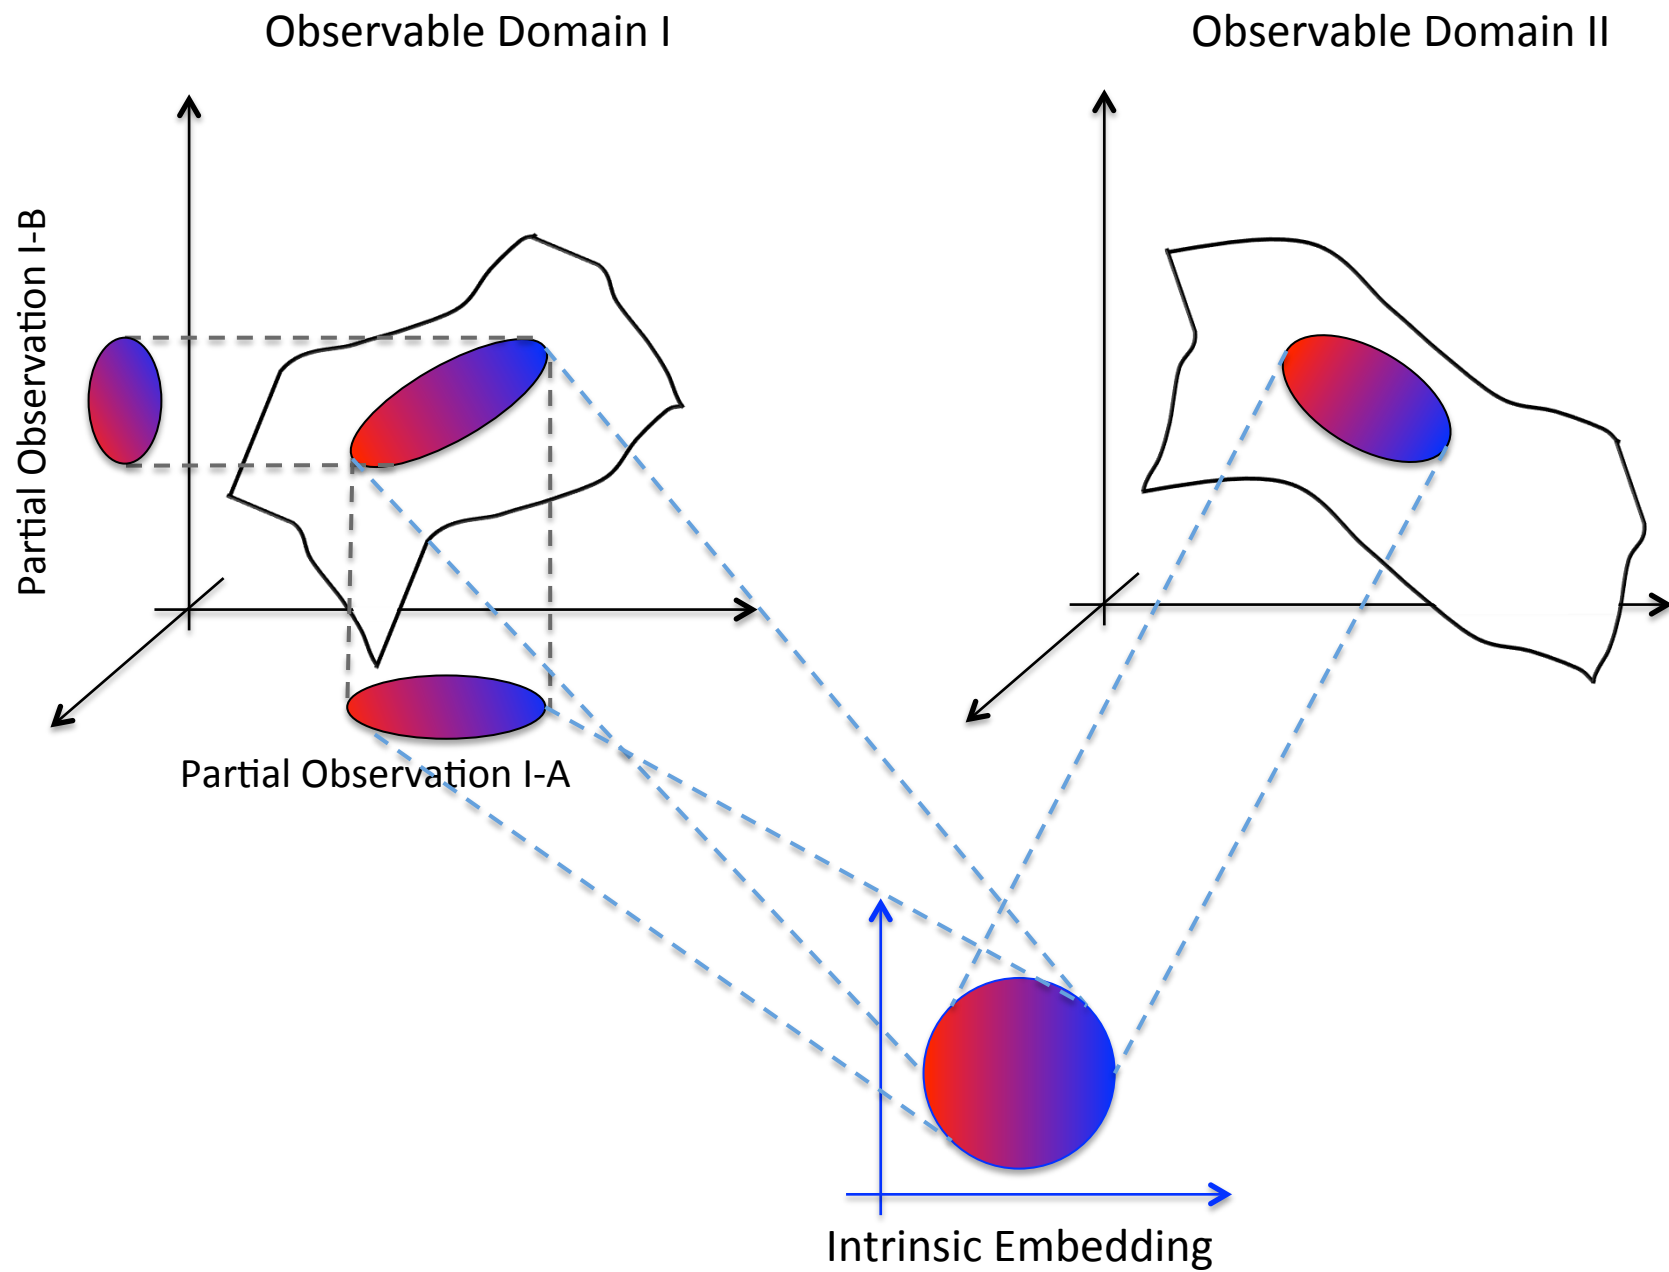 Observable Domain I
Observable Domain II
Partial Observation I-B
Partial Observation I-A
Intrinsic Embedding